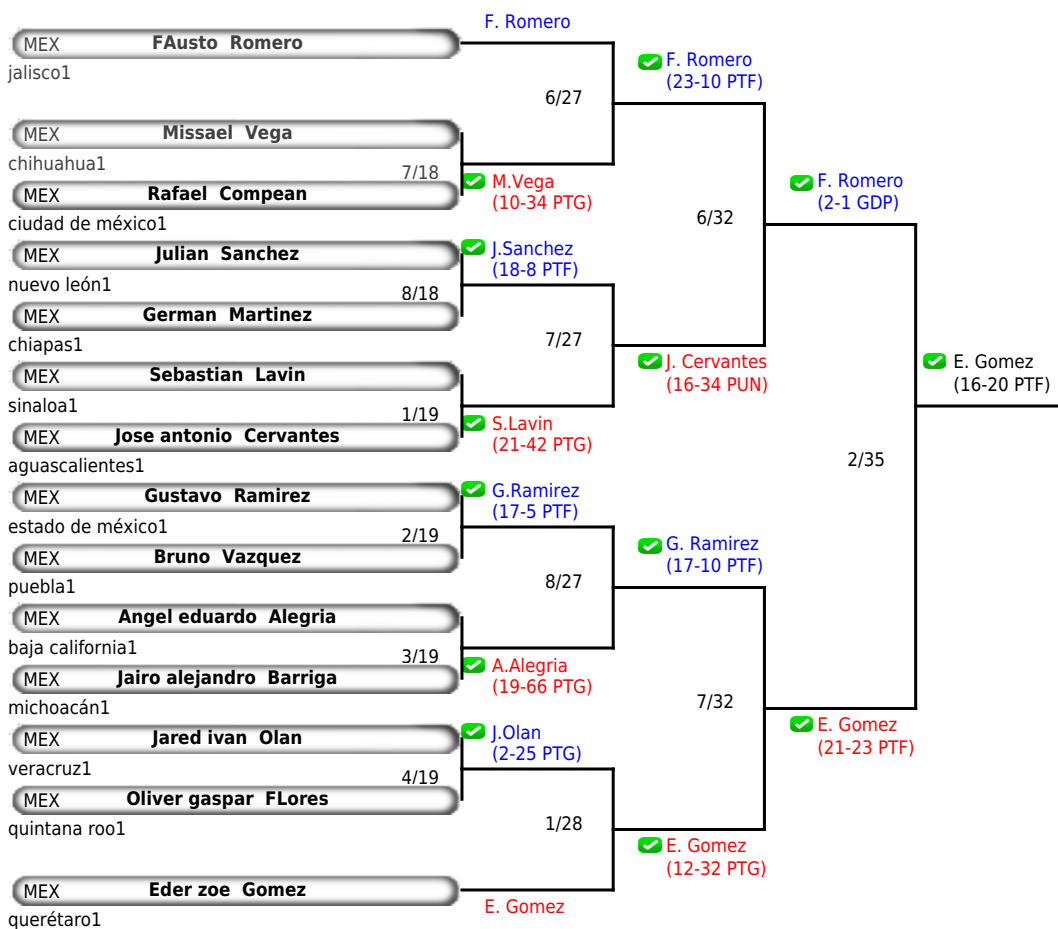 F. Romero
MEX FAusto Romero
jalisco1
F. Romero
(23-10 PTF)
6/27
MEX Missael Vega
chihuahua1
7/18
M.Vega
(10-34 PTG)
MEX Rafael Compean
ciudad de méxico1
F. Romero
(2-1 GDP)
6/32
MEX Julian Sanchez
nuevo león1
8/18
J.Sanchez
(18-8 PTF)
MEX German Martinez
chiapas1
7/27
J. Cervantes
(16-34 PUN)
MEX Sebastian Lavin
sinaloa1
1/19
S.Lavin
(21-42 PTG)
MEX Jose antonio Cervantes
aguascalientes1
E. Gomez
(16-20 PTF)
2/35
MEX Gustavo Ramirez
estado de méxico1
2/19
G.Ramirez
(17-5 PTF)
MEX Bruno Vazquez
puebla1
G. Ramirez
(17-10 PTF)
8/27
MEX Angel eduardo Alegria
baja california1
3/19
A.Alegria
(19-66 PTG)
MEX Jairo alejandro Barriga
michoacán1
7/32
E. Gomez
(21-23 PTF)
MEX Jared ivan Olan
veracruz1
4/19
J.Olan
(2-25 PTG)
MEX Oliver gaspar FLores
quintana roo1
1/28
E. Gomez
(12-32 PTG)
MEX Eder zoe Gomez
querétaro1
E. Gomez